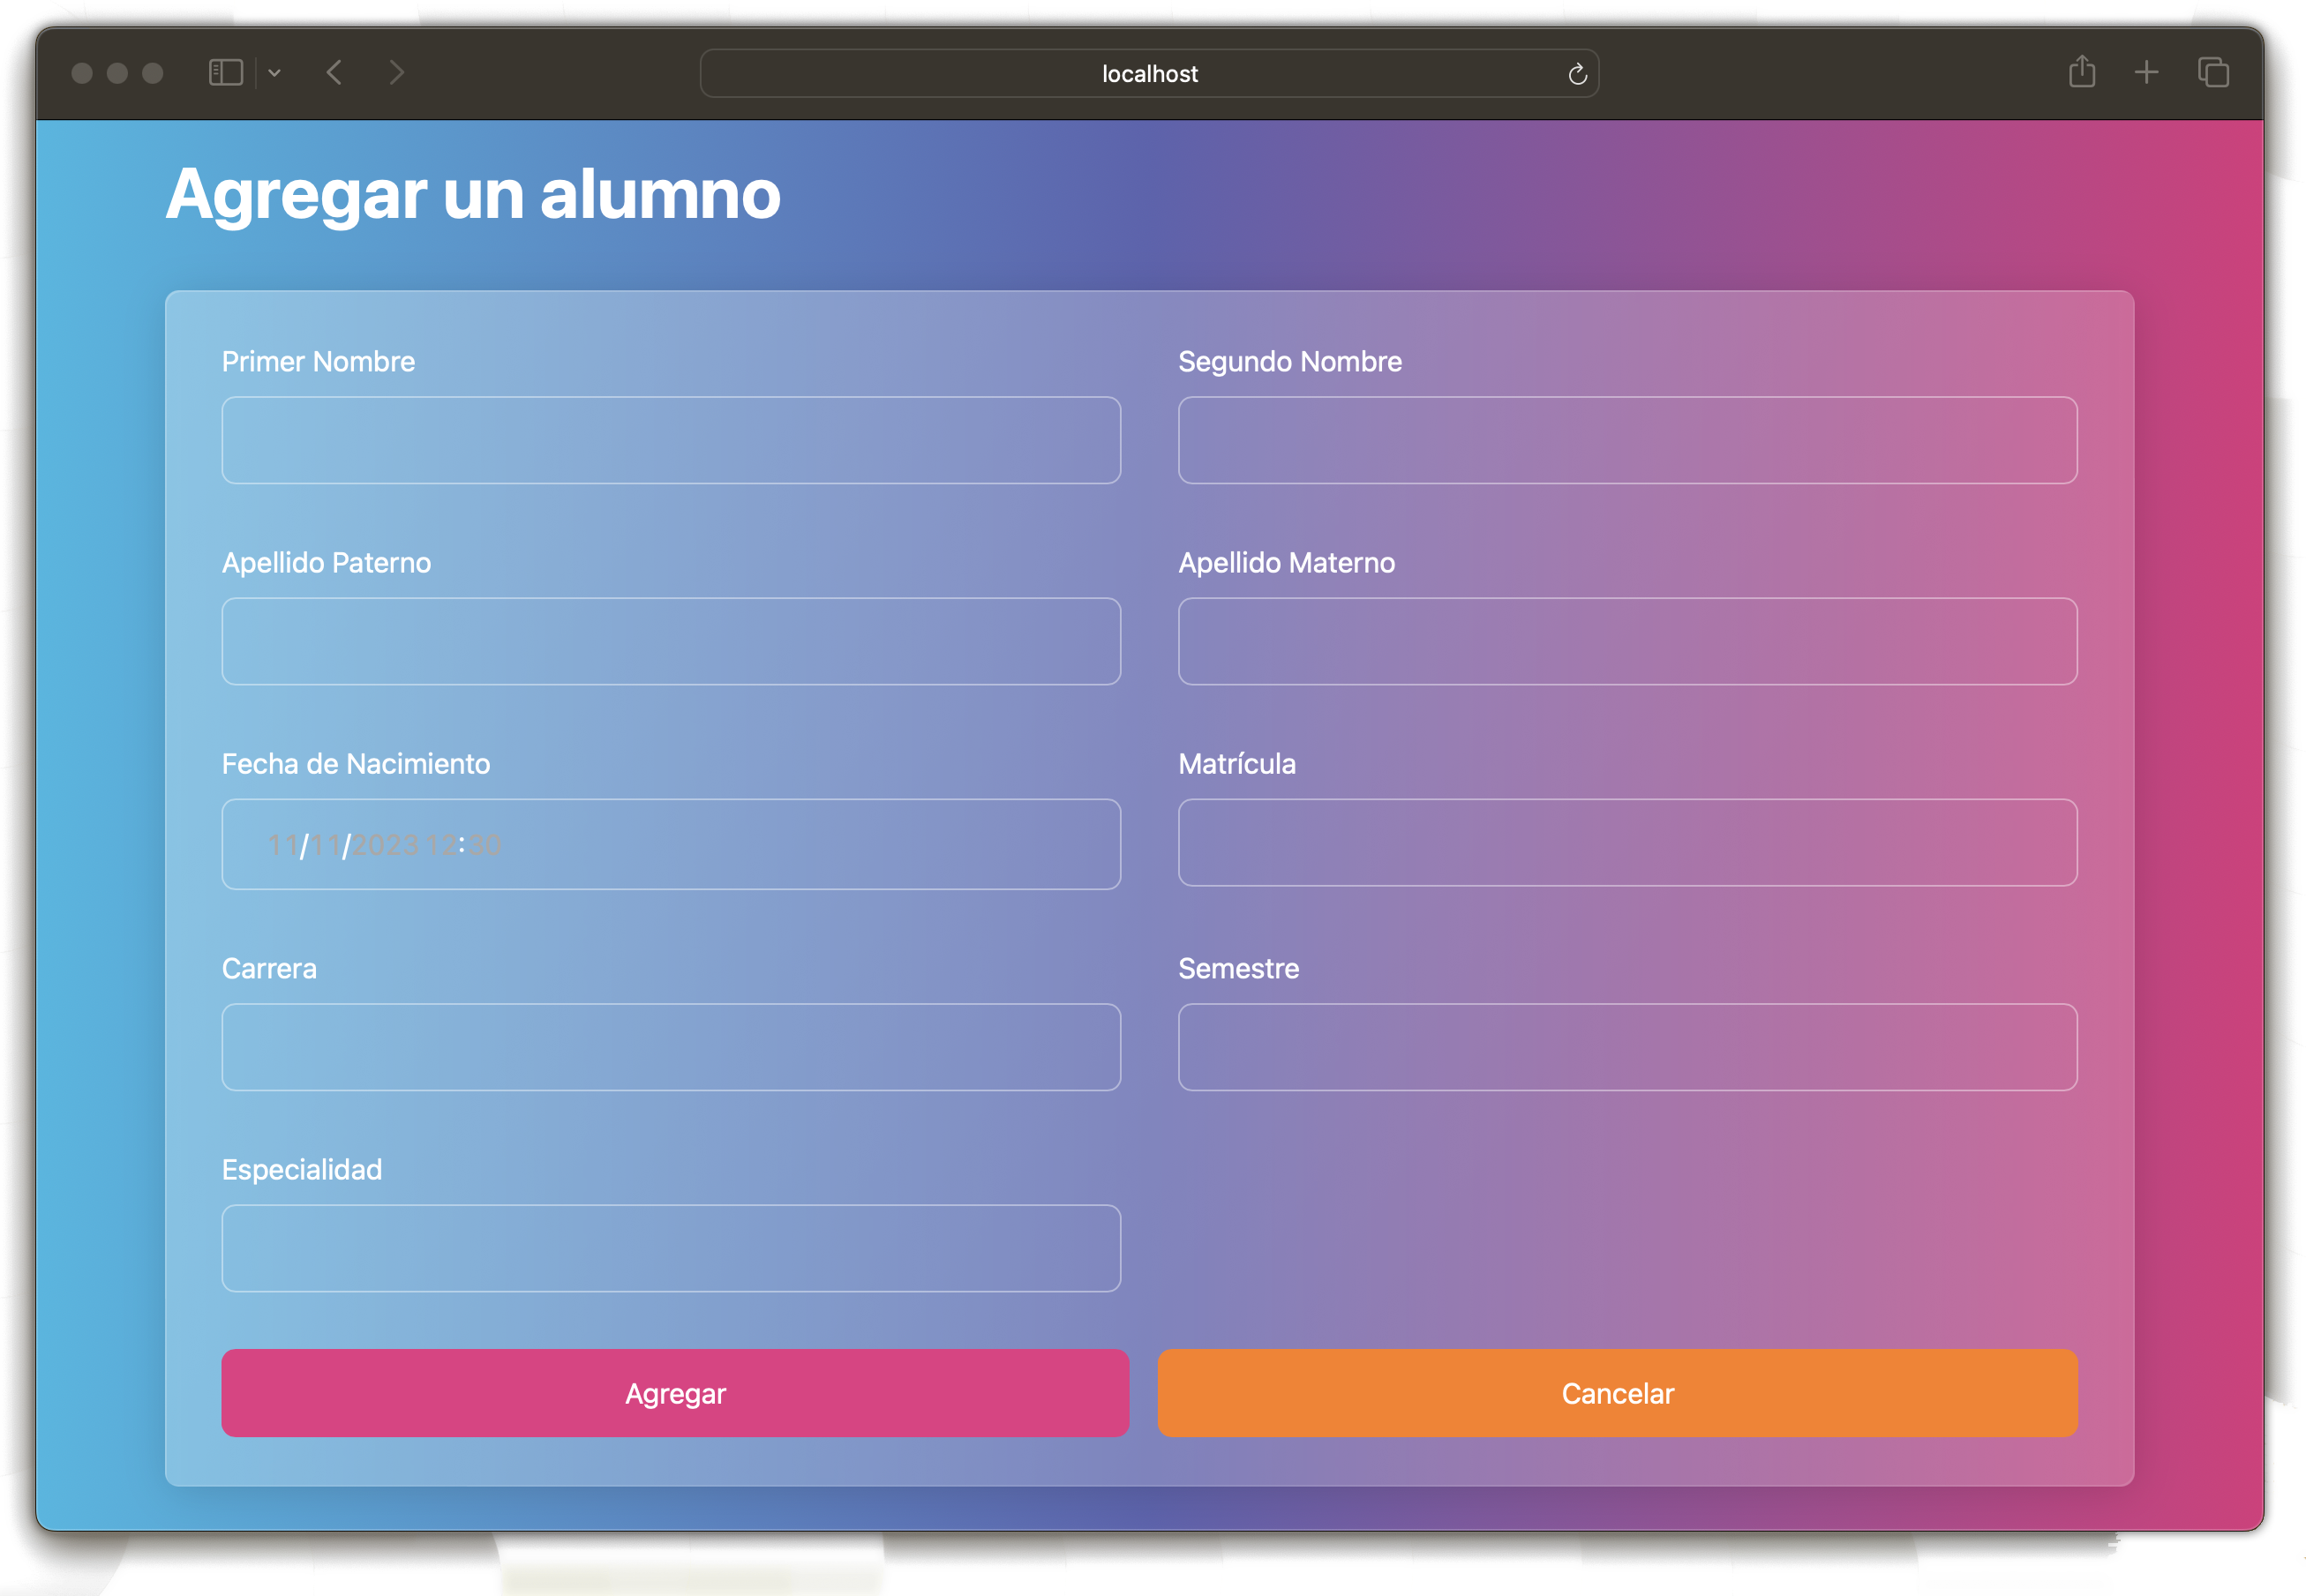 localhost
Agregar un alumno
Primer Nombre
Segundo Nombre
Apellido Paterno
Apellido Materno
Fecha de Nacimiento
Matrícula
11/11/2023 12:30
Carrera
Semestre
Especialidad
Agregar
Cancelar